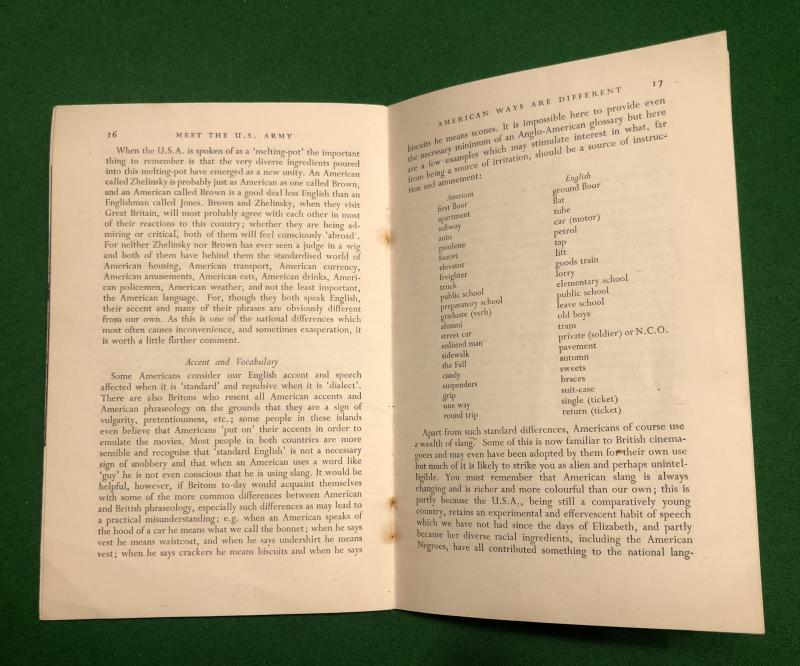 16 MEET THE U.S. ARMY
When the U.S.A. is spoken of as a 'melting-pot' the important
thing to remember is that the very diverse ingredients poured
into this melting-pot have emerged as a new unity. An American
called Zhelinsky is probably just as American as one called Brown,
and an American called Brown is a good deal less English than an
Englishman called Jones. Brown and Zhelinsky, when they visit
Great Britain, will most probably agree with each other in most
of their reactions to this country; whether they are being ad-
miring or critical, both of them will feel consciously 'abroad'.
For neither Zhelinsky nor Brown has ever seen a judge in a wig
and both of them have behind them the standardised world of
American housing, American transport, American currency,
American amusements, American eats, American drinks, Ameri-
can policemen, American weather, and not the least important,
the American language. For, though they both speak English,
their accent and many of their phrases are obviously different
from our own. As this is one of the national differences which
most often causes inconvenience, and sometimes exasperation, it
is worth a little further comment.
Accent and Vocabulary
Some Americans consider our English accent and speech
affected when it is 'standard' and repulsive when it is 'dialect'.
There are also Britons who resent all American accents and
American phraseology on the grounds that they are a sign of
vulgarity, pretentiousness, etc.; some people in these islands
even believe that Americans 'put on' their accents in order to
emulate the movies. Most people in both countries are more
sensible and recognise that 'standard English' is not a necessary
sign of snobbery and that when an American uses a word like
'guy' he is not even conscious that he is using slang. It would be
helpful, however, if Britons to-day would acquaint themselves
with some of the more common differences between American
and British phraseology, especially such differences as may lead to
a practical misunderstanding; e.g. when an American speaks of
the hood of a car he means what we call the bonnet; when he says
vest he means waistcoat, and when he says undershirt he means
vest; when he says crackers he means biscuits and when he says
AMERICAN WAYS ARE DIFFERENT 17
biscuits he means scones. It is impossible here to provide even
the necessary minimum of an Anglo-American glossary but here
are a few examples which may stimulate interest in what, far
from being a source of irritation, should be a source of instruc-
tion and amusement:
American English
first floor ground floor
apartment flat
subway tube
auto car (motor)
gasolene petrol
faucet tap
elevator lift
freighter goods train
truck lorry
public school elementary school
preparatory school public school
graduate (verb) leave school
alumni old boys
street car tram
enlisted man private (soldier) or N.C.O.
sidewalk pavement
the Fall autumn
candy sweets
suspenders braces
grip suit-case
one way single (ticket)
round trip return (ticket)
Apart from such standard differences, Americans of course use
a wealth of slang. Some of this is now familiar to British cinema-
goers and may even have been adopted by them for their own use
but much of it is likely to strike you as alien and perhaps unintel-
ligible. You must remember that American slang is always
changing and is richer and more colourful than our own; this is
partly because the U.S.A., being still a comparatively young
country, retains an experimental and effervescent habit of speech
which we have not had since the days of Elizabeth, and partly
because her diverse racial ingredients, including the American
Negroes, have all contributed something to the national lang-